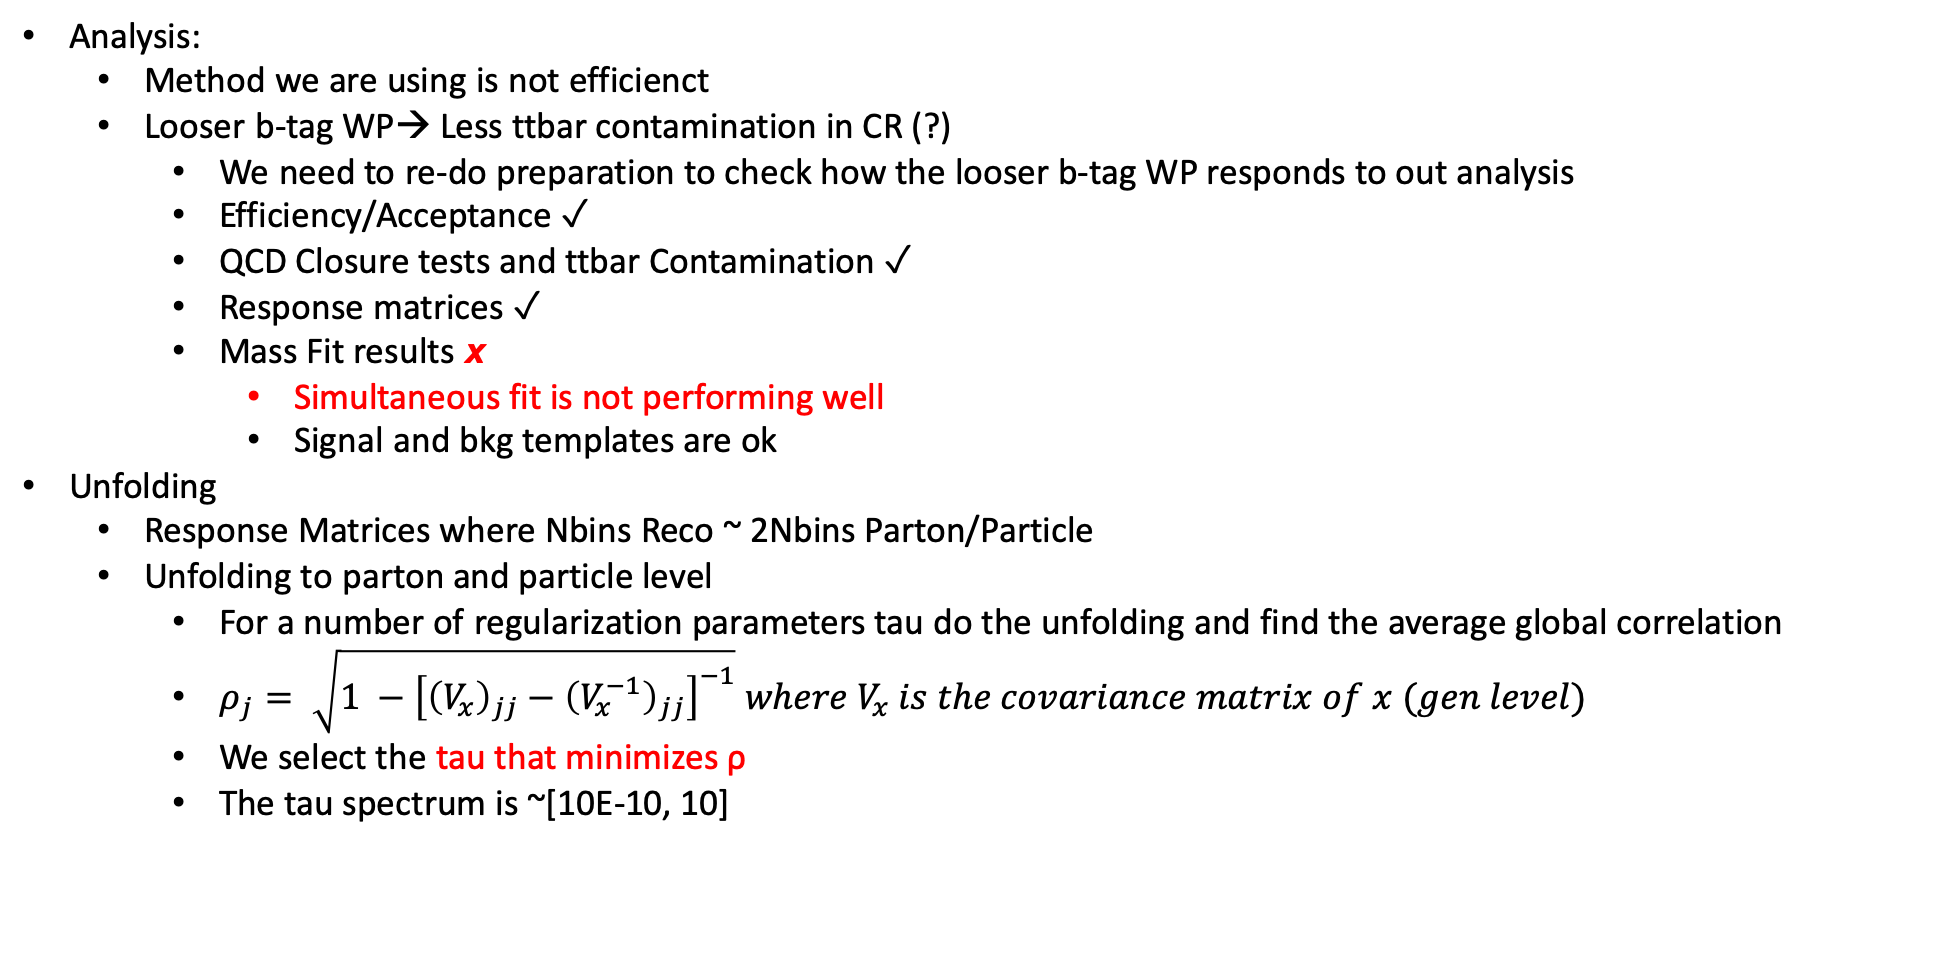 • Analysis:
• Method we are using is not efficienct
• Looser b-tag WP→ Less ttbar contamination in CR (?)
• We need to re-do preparation to check how the looser b-tag WP responds to out analysis
• Efficiency/Acceptance ✓
• QCD Closure tests and ttbar Contamination ✓
• Response matrices ✓
• Mass Fit results x
• Simultaneous fit is not performing well
• Signal and bkg templates are ok
• Unfolding
• Response Matrices where Nbins Reco ~ 2Nbins Parton/Particle
• Unfolding to parton and particle level
• For a number of regularization parameters tau do the unfolding and find the average global correlation
• ρ_j = √(1 − [(V_x)_jj − (V_x^−1)_jj]^−1) where V_x is the covariance matrix of x (gen level)
• We select the tau that minimizes ρ
• The tau spectrum is ~[10E-10, 10]